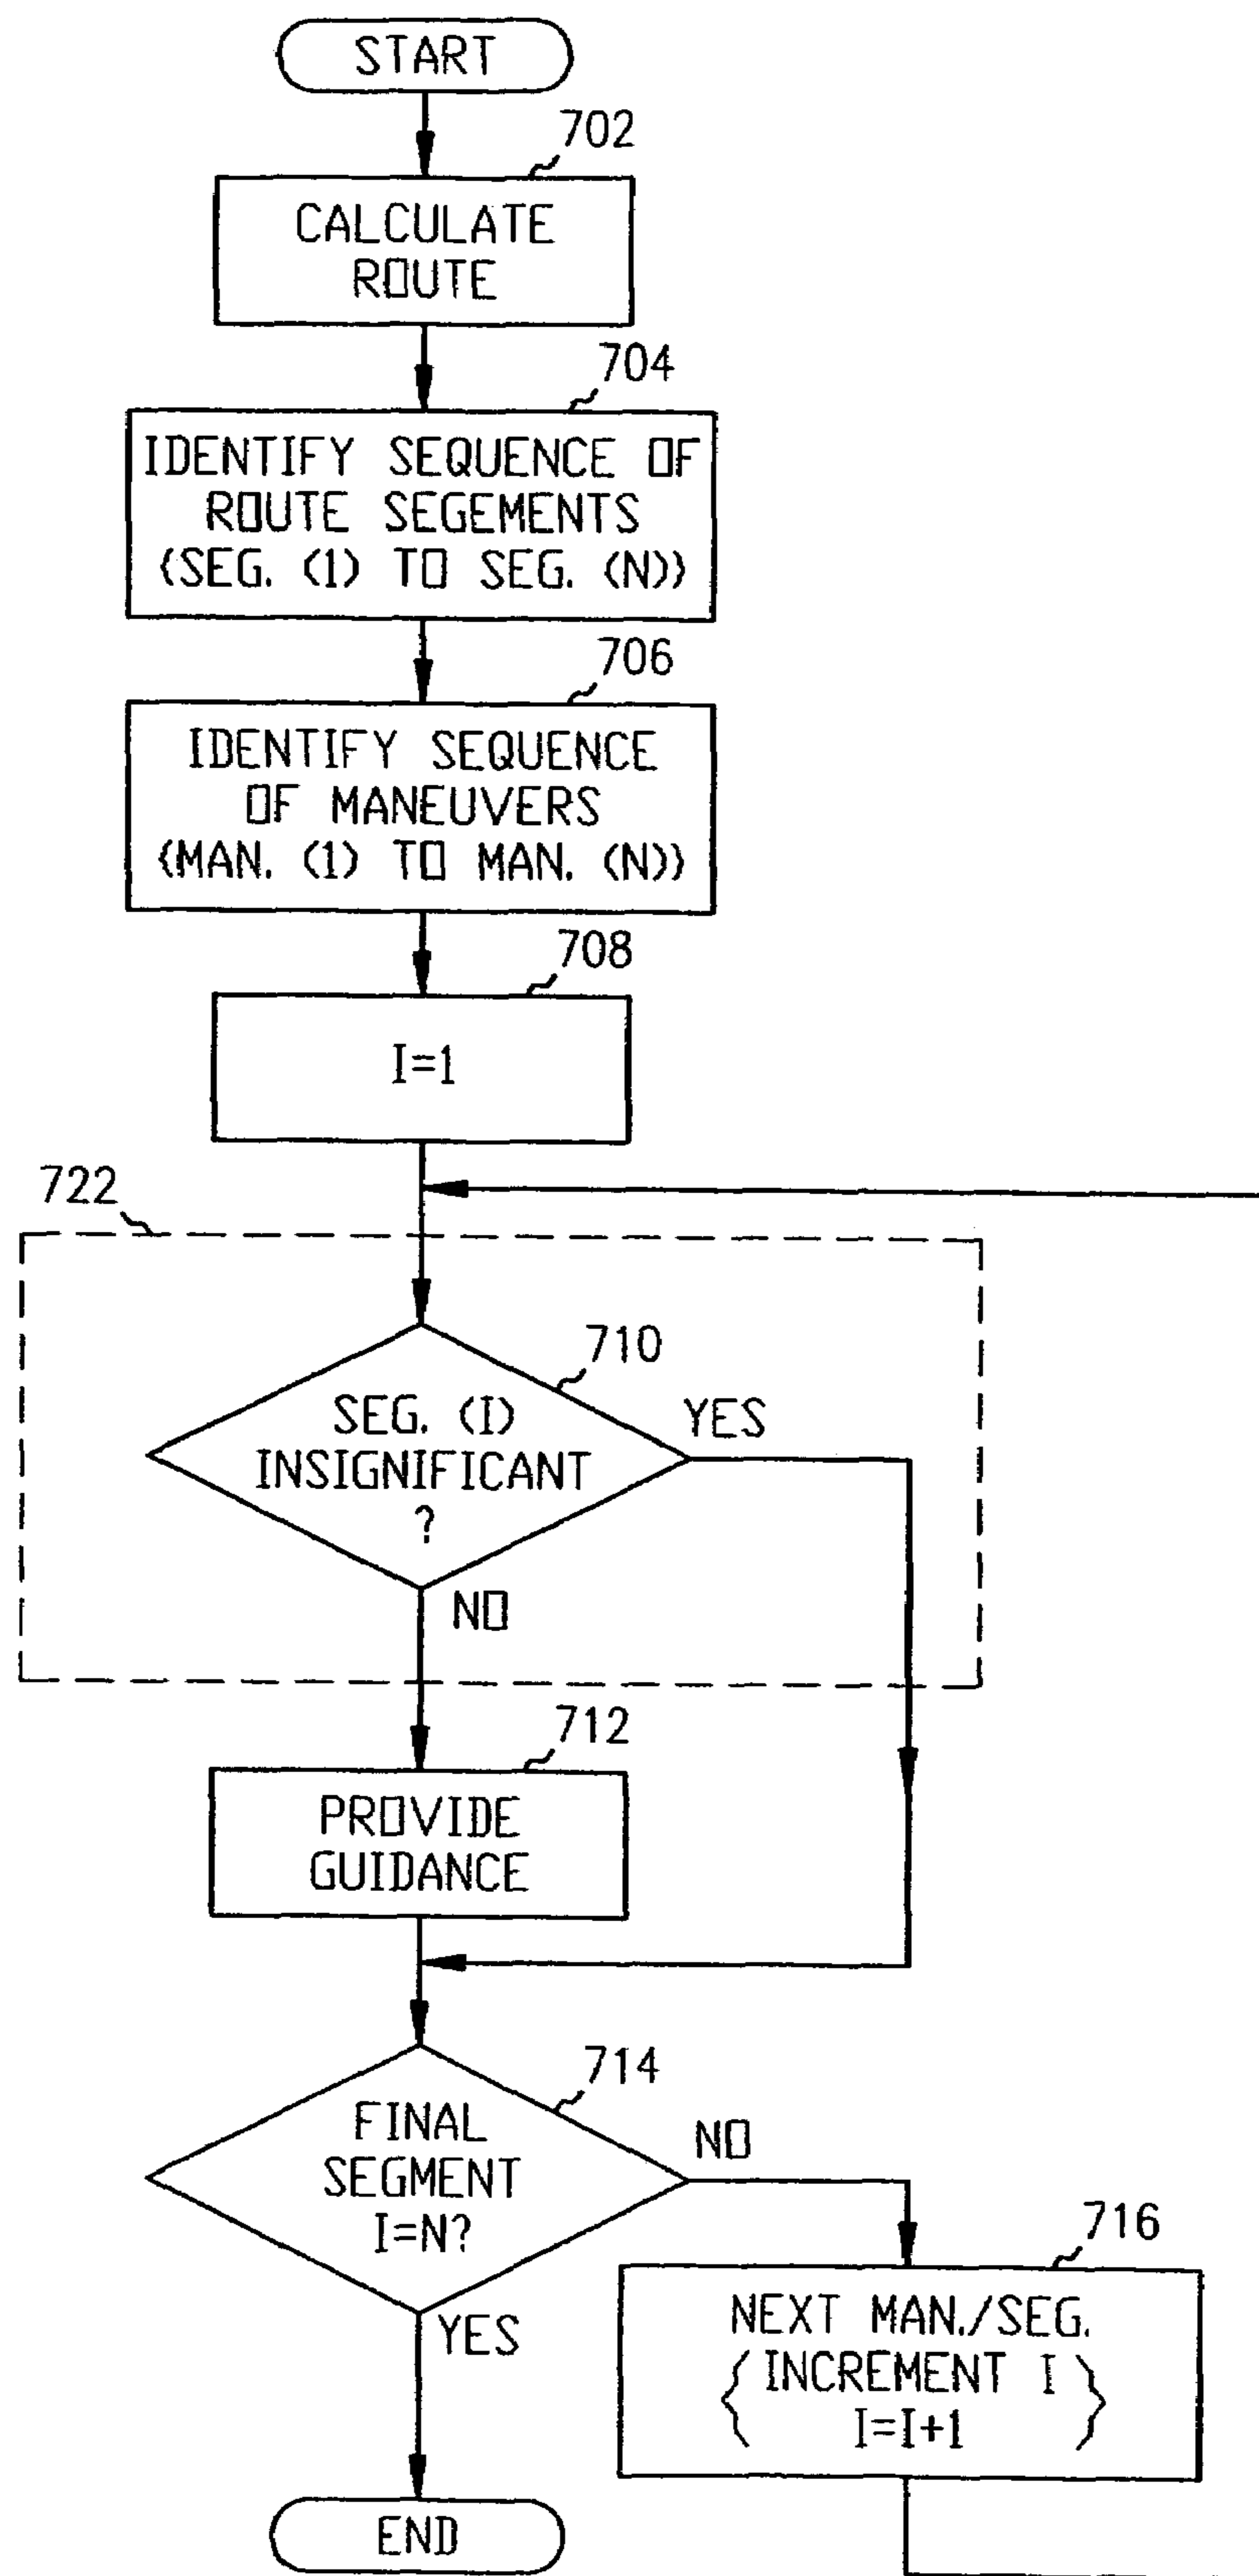 START
702
CALCULATE
ROUTE
704
IDENTIFY SEQUENCE OF
ROUTE SEGEMENTS
(SEG. (1) TO SEG. (N))
706
IDENTIFY SEQUENCE
OF MANEUVERS
(MAN. (1) TO MAN. (N))
708
I=1
722
710
SEG. (I)
INSIGNIFICANT
?
YES
NO
712
PROVIDE
GUIDANCE
714
FINAL
SEGMENT
I=N?
NO
YES
716
NEXT MAN./SEG.
{INCREMENT I
I=I+1}
END